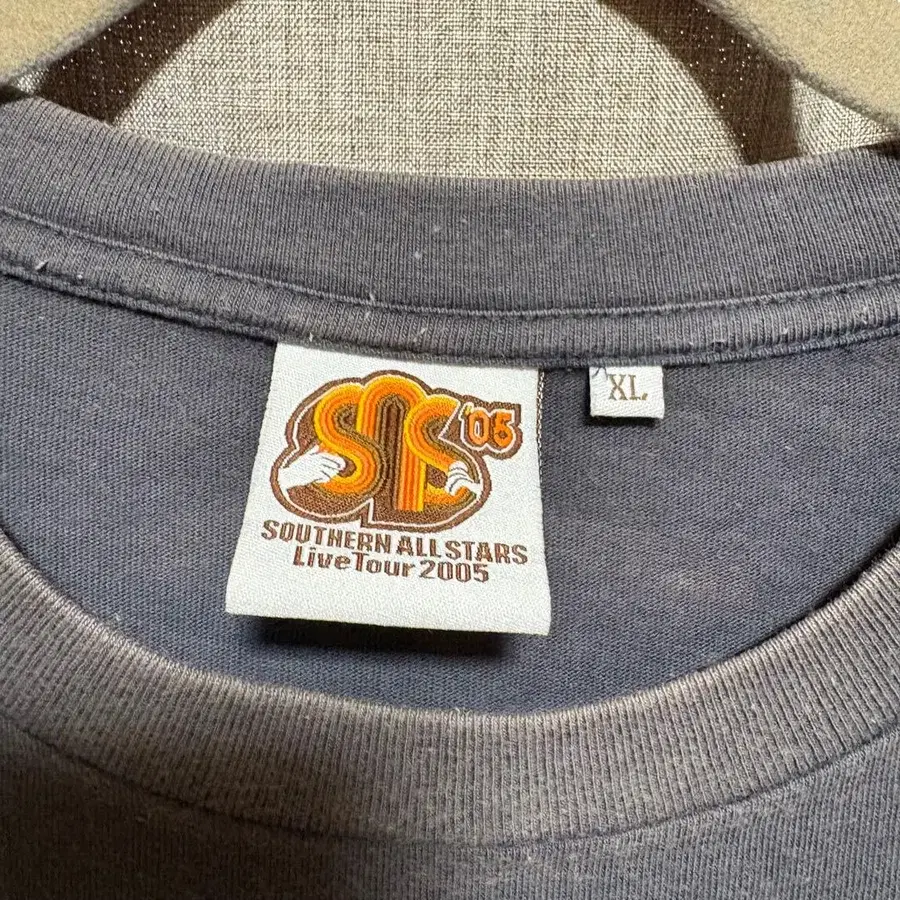 SAS '05
SOUTHERN ALL STARS
Live Tour 2005
XL